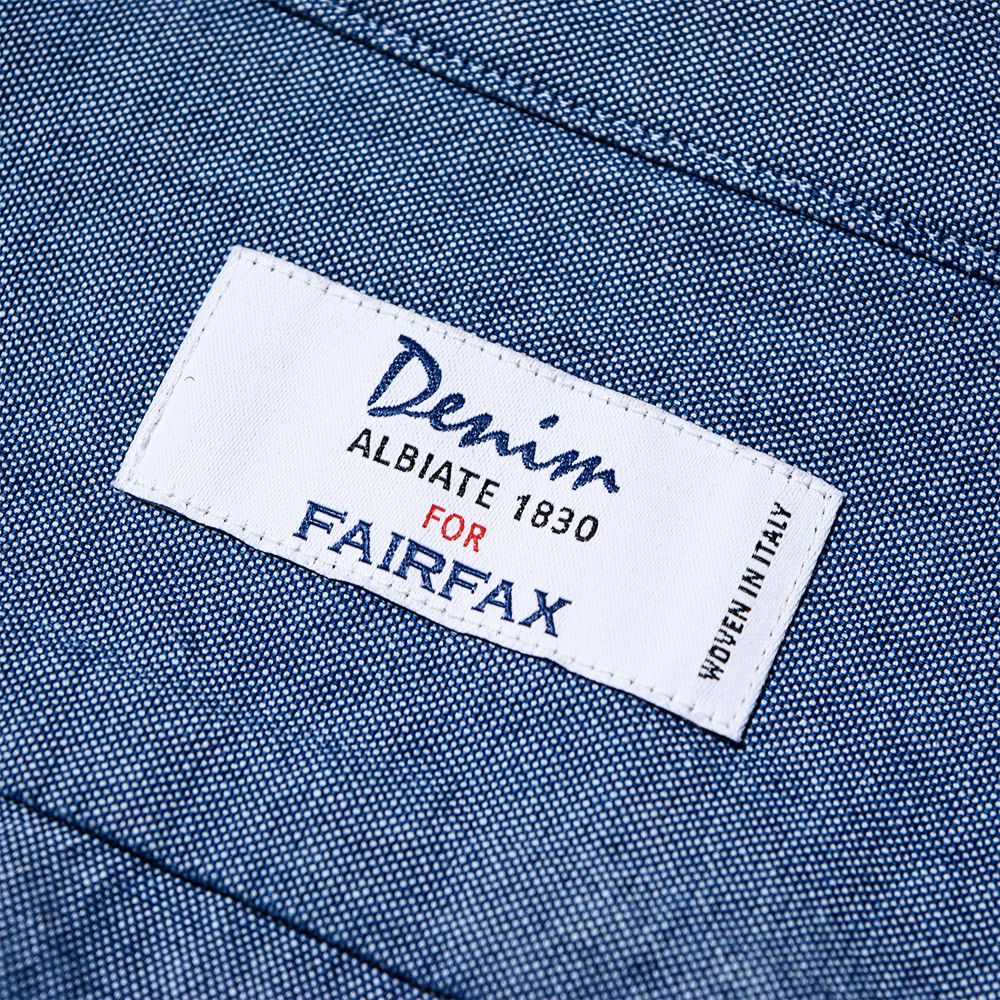 Denim
ALBIATE 1830
FOR
FAIRFAX
WOVEN IN ITALY